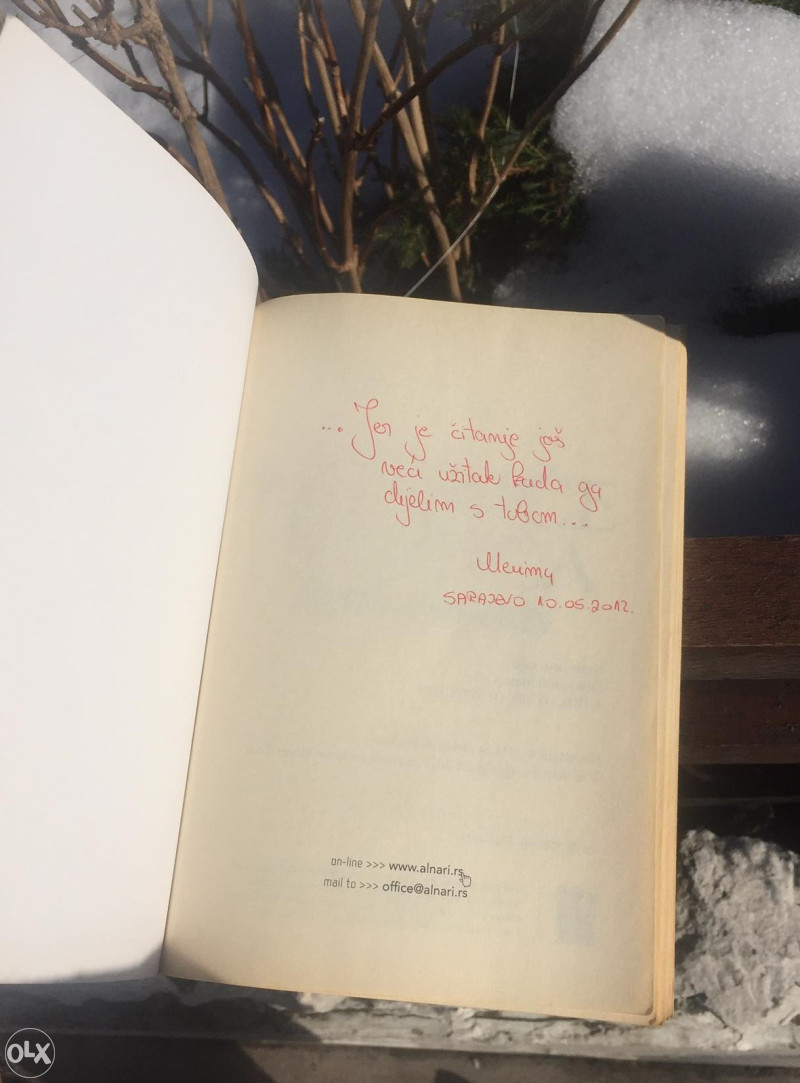 ... Jer je čitanje još
veći užitak kada ga
dijelim s tobom...
Merima
SARAJEVO 10.05.2012.
on-line >>> www.alnari.rs
mail to >>> office@alnari.rs
OLX